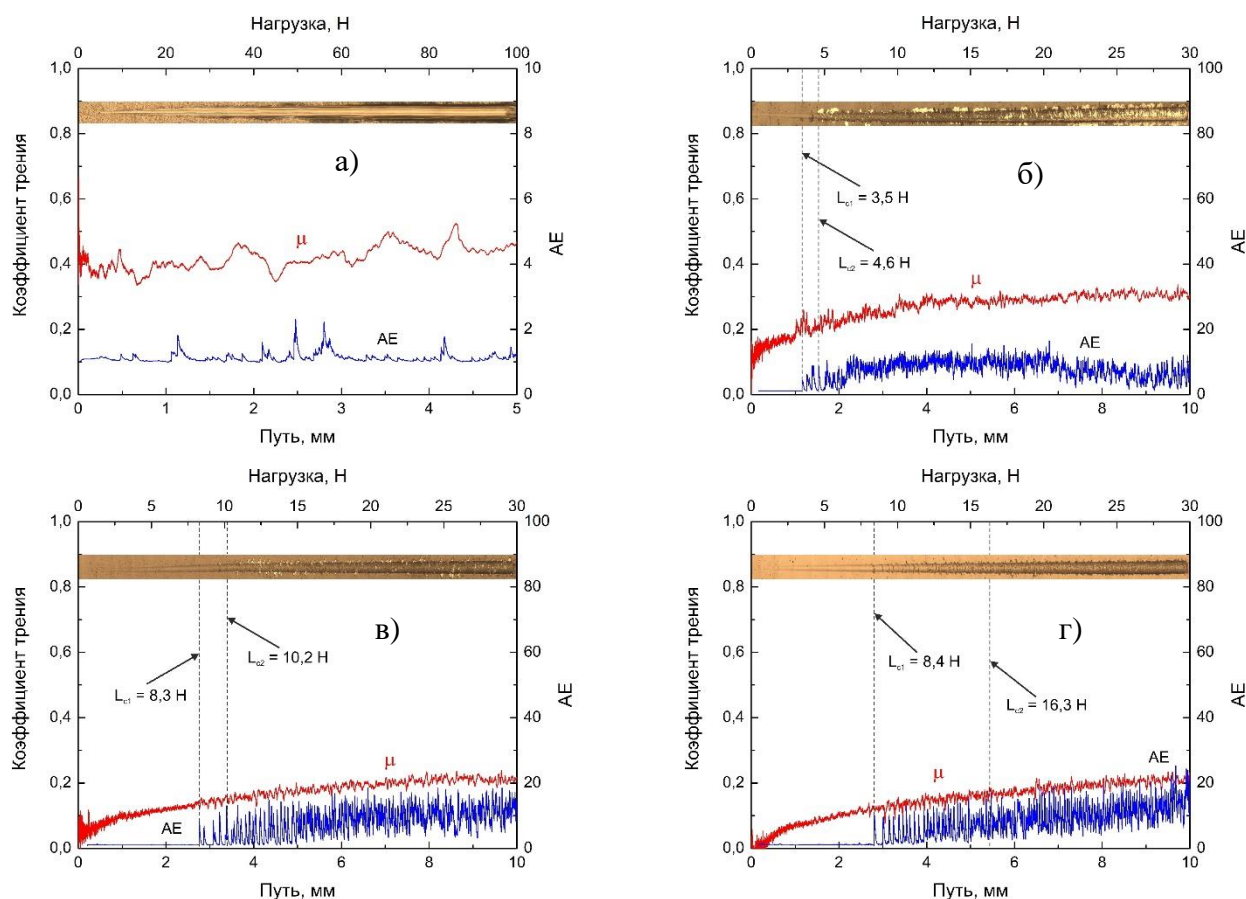 Нагрузка, Н
0 20 40 60 80 100
1,0 10
0,8 8
а)
0,6 6
Коэффициент трения
μ
AE
0,4 4
AE
0,2 2
0,0 0
0 1 2 3 4 5
Путь, мм
Нагрузка, Н
0 5 10 15 20 25 30
1,0 100
0,8 80
б)
L_c1 = 3,5 Н
0,6 60
Коэффициент трения
AE
L_c2 = 4,6 Н
0,4 40
μ
0,2 20
AE
0,0 0
0 2 4 6 8 10
Путь, мм
Нагрузка, Н
0 5 10 15 20 25 30
1,0 100
0,8 80
в)
L_c2 = 10,2 Н
0,6 60
Коэффициент трения
AE
L_c1 = 8,3 Н
0,4 40
μ
0,2 20
AE
0,0 0
0 2 4 6 8 10
Путь, мм
Нагрузка, Н
0 5 10 15 20 25 30
1,0 100
0,8 80
г)
L_c1 = 8,4 Н
0,6 60
Коэффициент трения
AE
L_c2 = 16,3 Н
0,4 40
AE
μ
0,2 20
0,0 0
0 2 4 6 8 10
Путь, мм